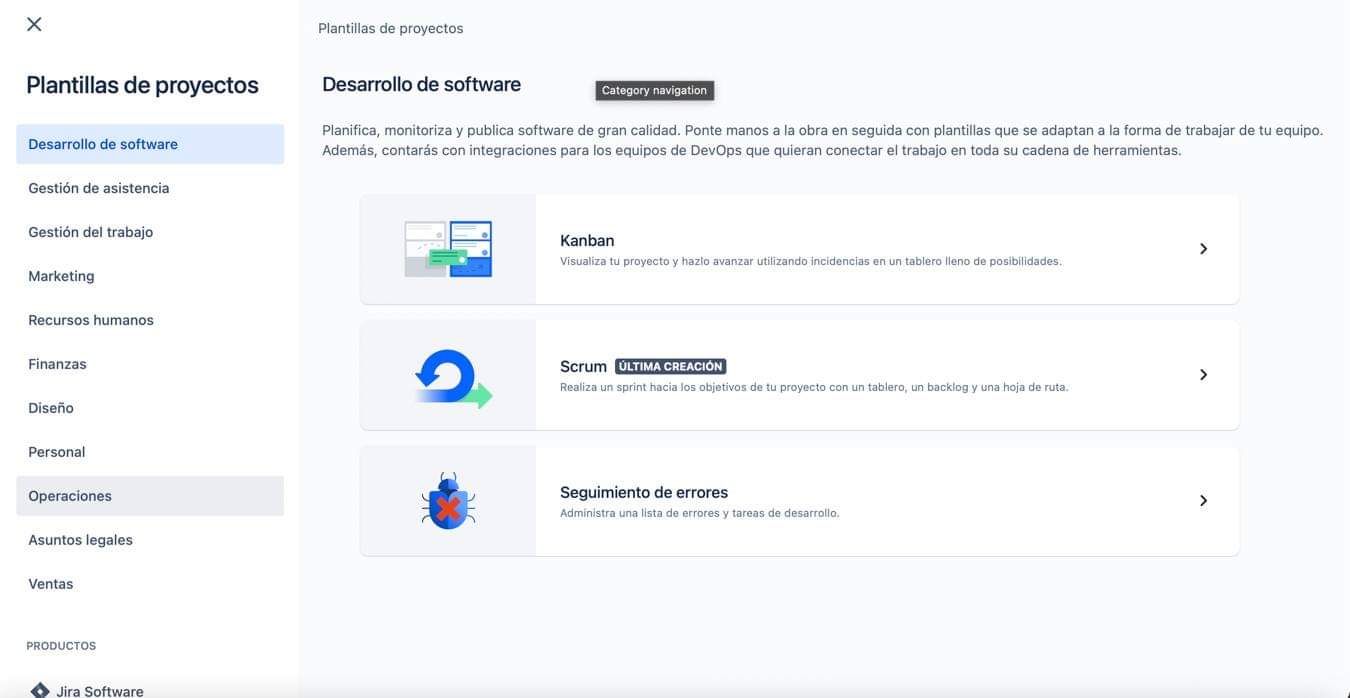 Plantillas de proyectos
Desarrollo de software
Gestión de asistencia
Gestión del trabajo
Marketing
Recursos humanos
Finanzas
Diseño
Personal
Operaciones
Asuntos legales
Ventas
PRODUCTOS
Jira Software
Plantillas de proyectos
Desarrollo de software
Category navigation
Planifica, monitoriza y publica software de gran calidad. Ponte manos a la obra en seguida con plantillas que se adaptan a la forma de trabajar de tu equipo.
Además, contarás con integraciones para los equipos de DevOps que quieran conectar el trabajo en toda su cadena de herramientas.
Kanban
Visualiza tu proyecto y hazlo avanzar utilizando incidencias en un tablero lleno de posibilidades.
Scrum ÚLTIMA CREACIÓN
Realiza un sprint hacia los objetivos de tu proyecto con un tablero, un backlog y una hoja de ruta.
Seguimiento de errores
Administra una lista de errores y tareas de desarrollo.